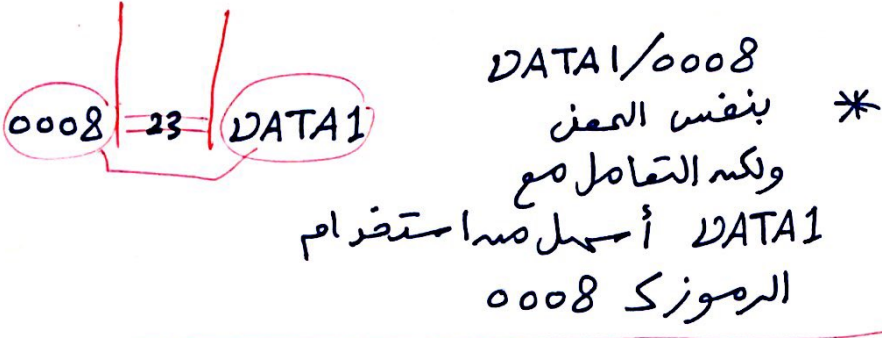 0008 23 DATA1
DATA1/0008
* بنفس المعنى
ولكن التعامل مع
DATA1 أسهل من استخدام
الرموز ك 0008